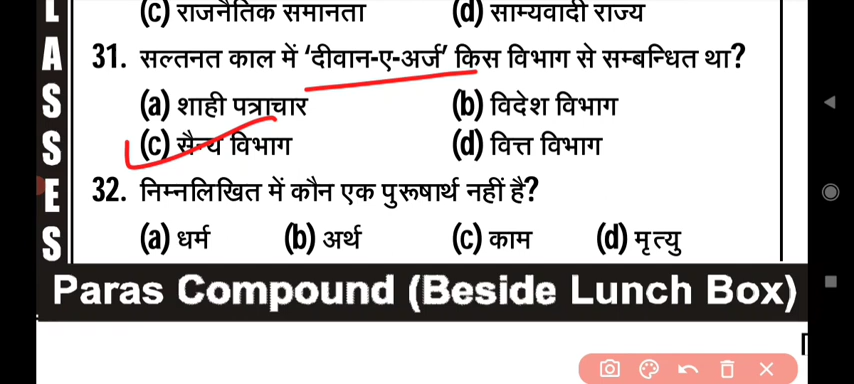 (c) राजनैतिक समानता (d) साम्यवादी राज्य
31. सल्तनत काल में ‘दीवान-ए-अर्ज’ किस विभाग से सम्बन्धित था?
(a) शाही पत्राचार (b) विदेश विभाग
(c) सैन्य विभाग (d) वित्त विभाग
32. निम्नलिखित में कौन एक पुरूषार्थ नहीं है?
(a) धर्म (b) अर्थ (c) काम (d) मृत्यु
LASSES
Paras Compound (Beside Lunch Box)